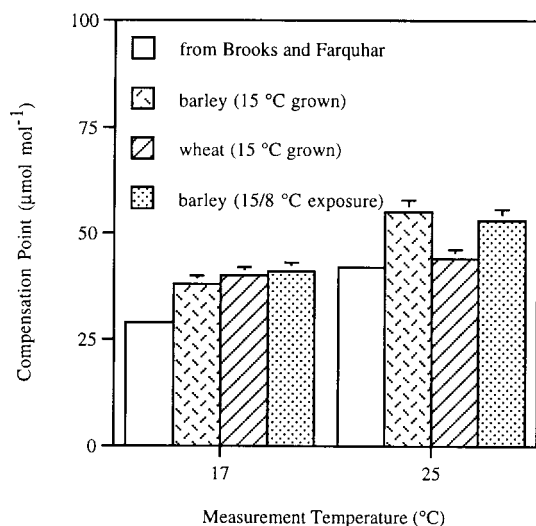 100
75
50
25
0
Compensation Point (μmol mol⁻¹)
from Brooks and Farquhar
barley (15 °C grown)
wheat (15 °C grown)
barley (15/8 °C exposure)
17
25
Measurement Temperature (°C)